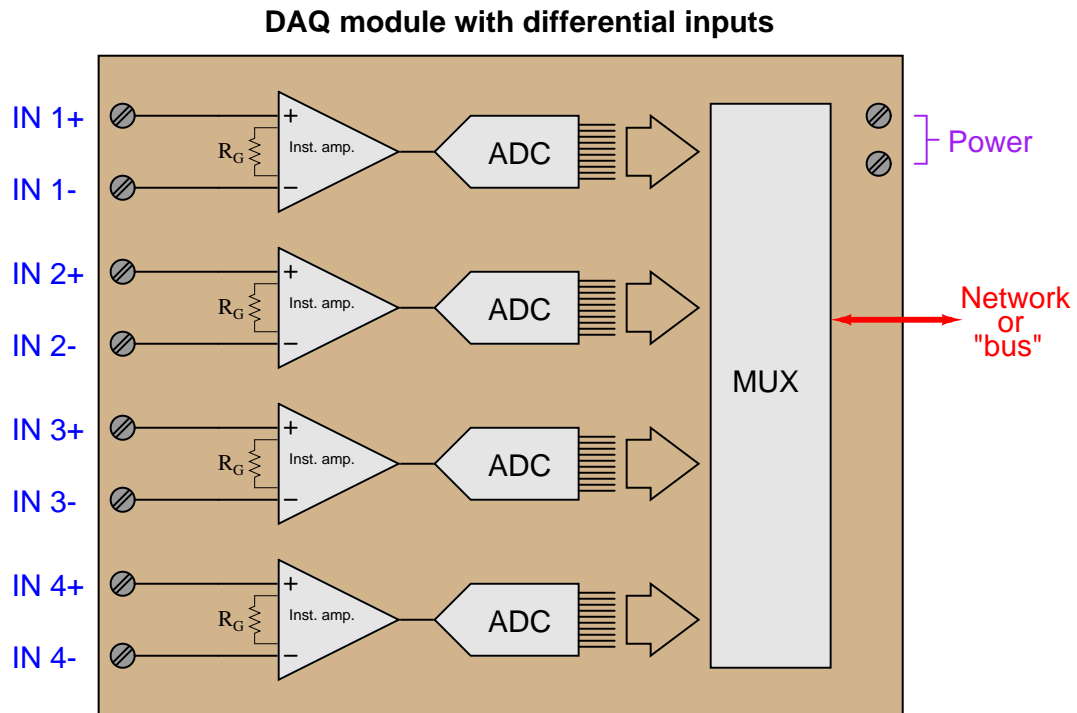 DAQ module with differential inputs
IN 1+
+
RG
Inst. amp.
ADC
IN 1-
−
Power
IN 2+
+
RG
Inst. amp.
ADC
IN 2-
−
Network
or
"bus"
MUX
IN 3+
+
RG
Inst. amp.
ADC
IN 3-
−
IN 4+
+
RG
Inst. amp.
ADC
IN 4-
−